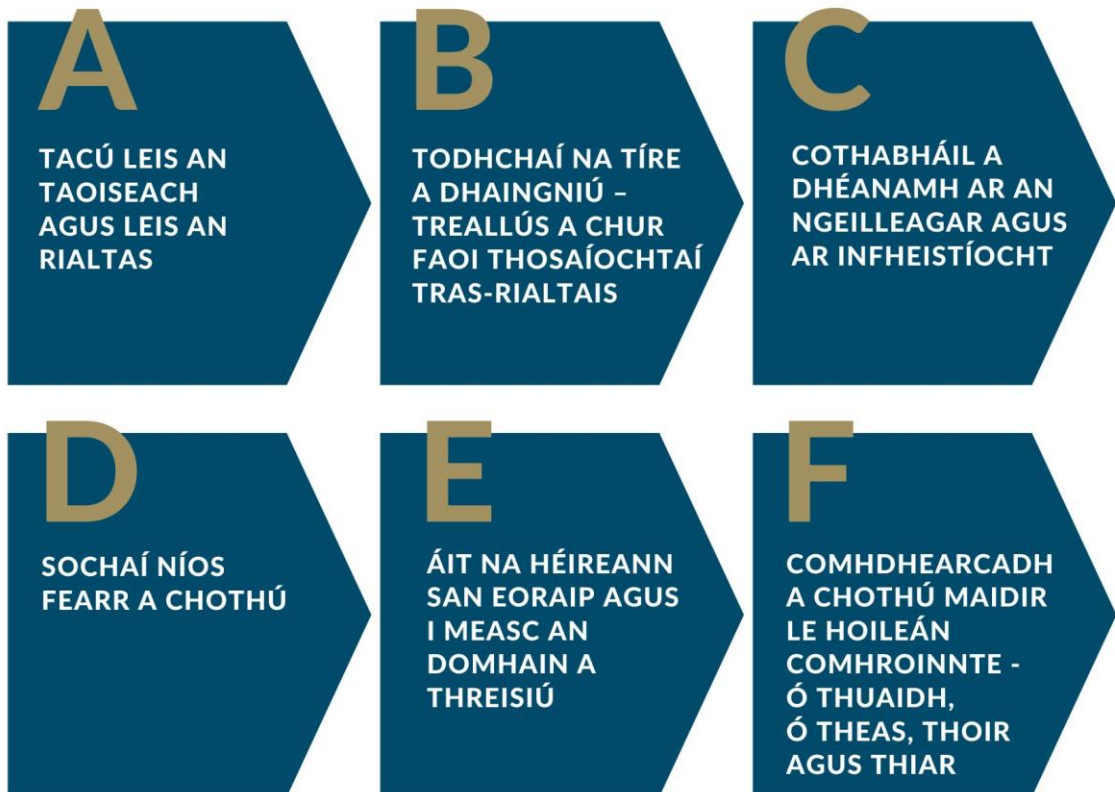 A
TACÚ LEIS AN
TAOISEACH
AGUS LEIS AN
RIALTAS
B
TODHCHAÍ NA TÍRE
A DHAINGNIÚ –
TREALLÚS A CHUR
FAOI THOSAÍOCHTAÍ
TRAS-RIALTAIS
C
COTHABHÁIL A
DHÉANAMH AR AN
NGEILLEAGAR AGUS
AR INFHEISTÍOCHT
D
SOCHAÍ NÍOS
FEARR A CHOTHÚ
E
ÁIT NA HÉIREANN
SAN EORAIP AGUS
I MEASC AN
DOMHAIN A
THREISIÚ
F
COMHDHEARCADH
A CHOTHÚ MAIDIR
LE HOILEÁN
COMHROINNTE -
Ó THUAIDH,
Ó THEAS, THOIR
AGUS THIAR